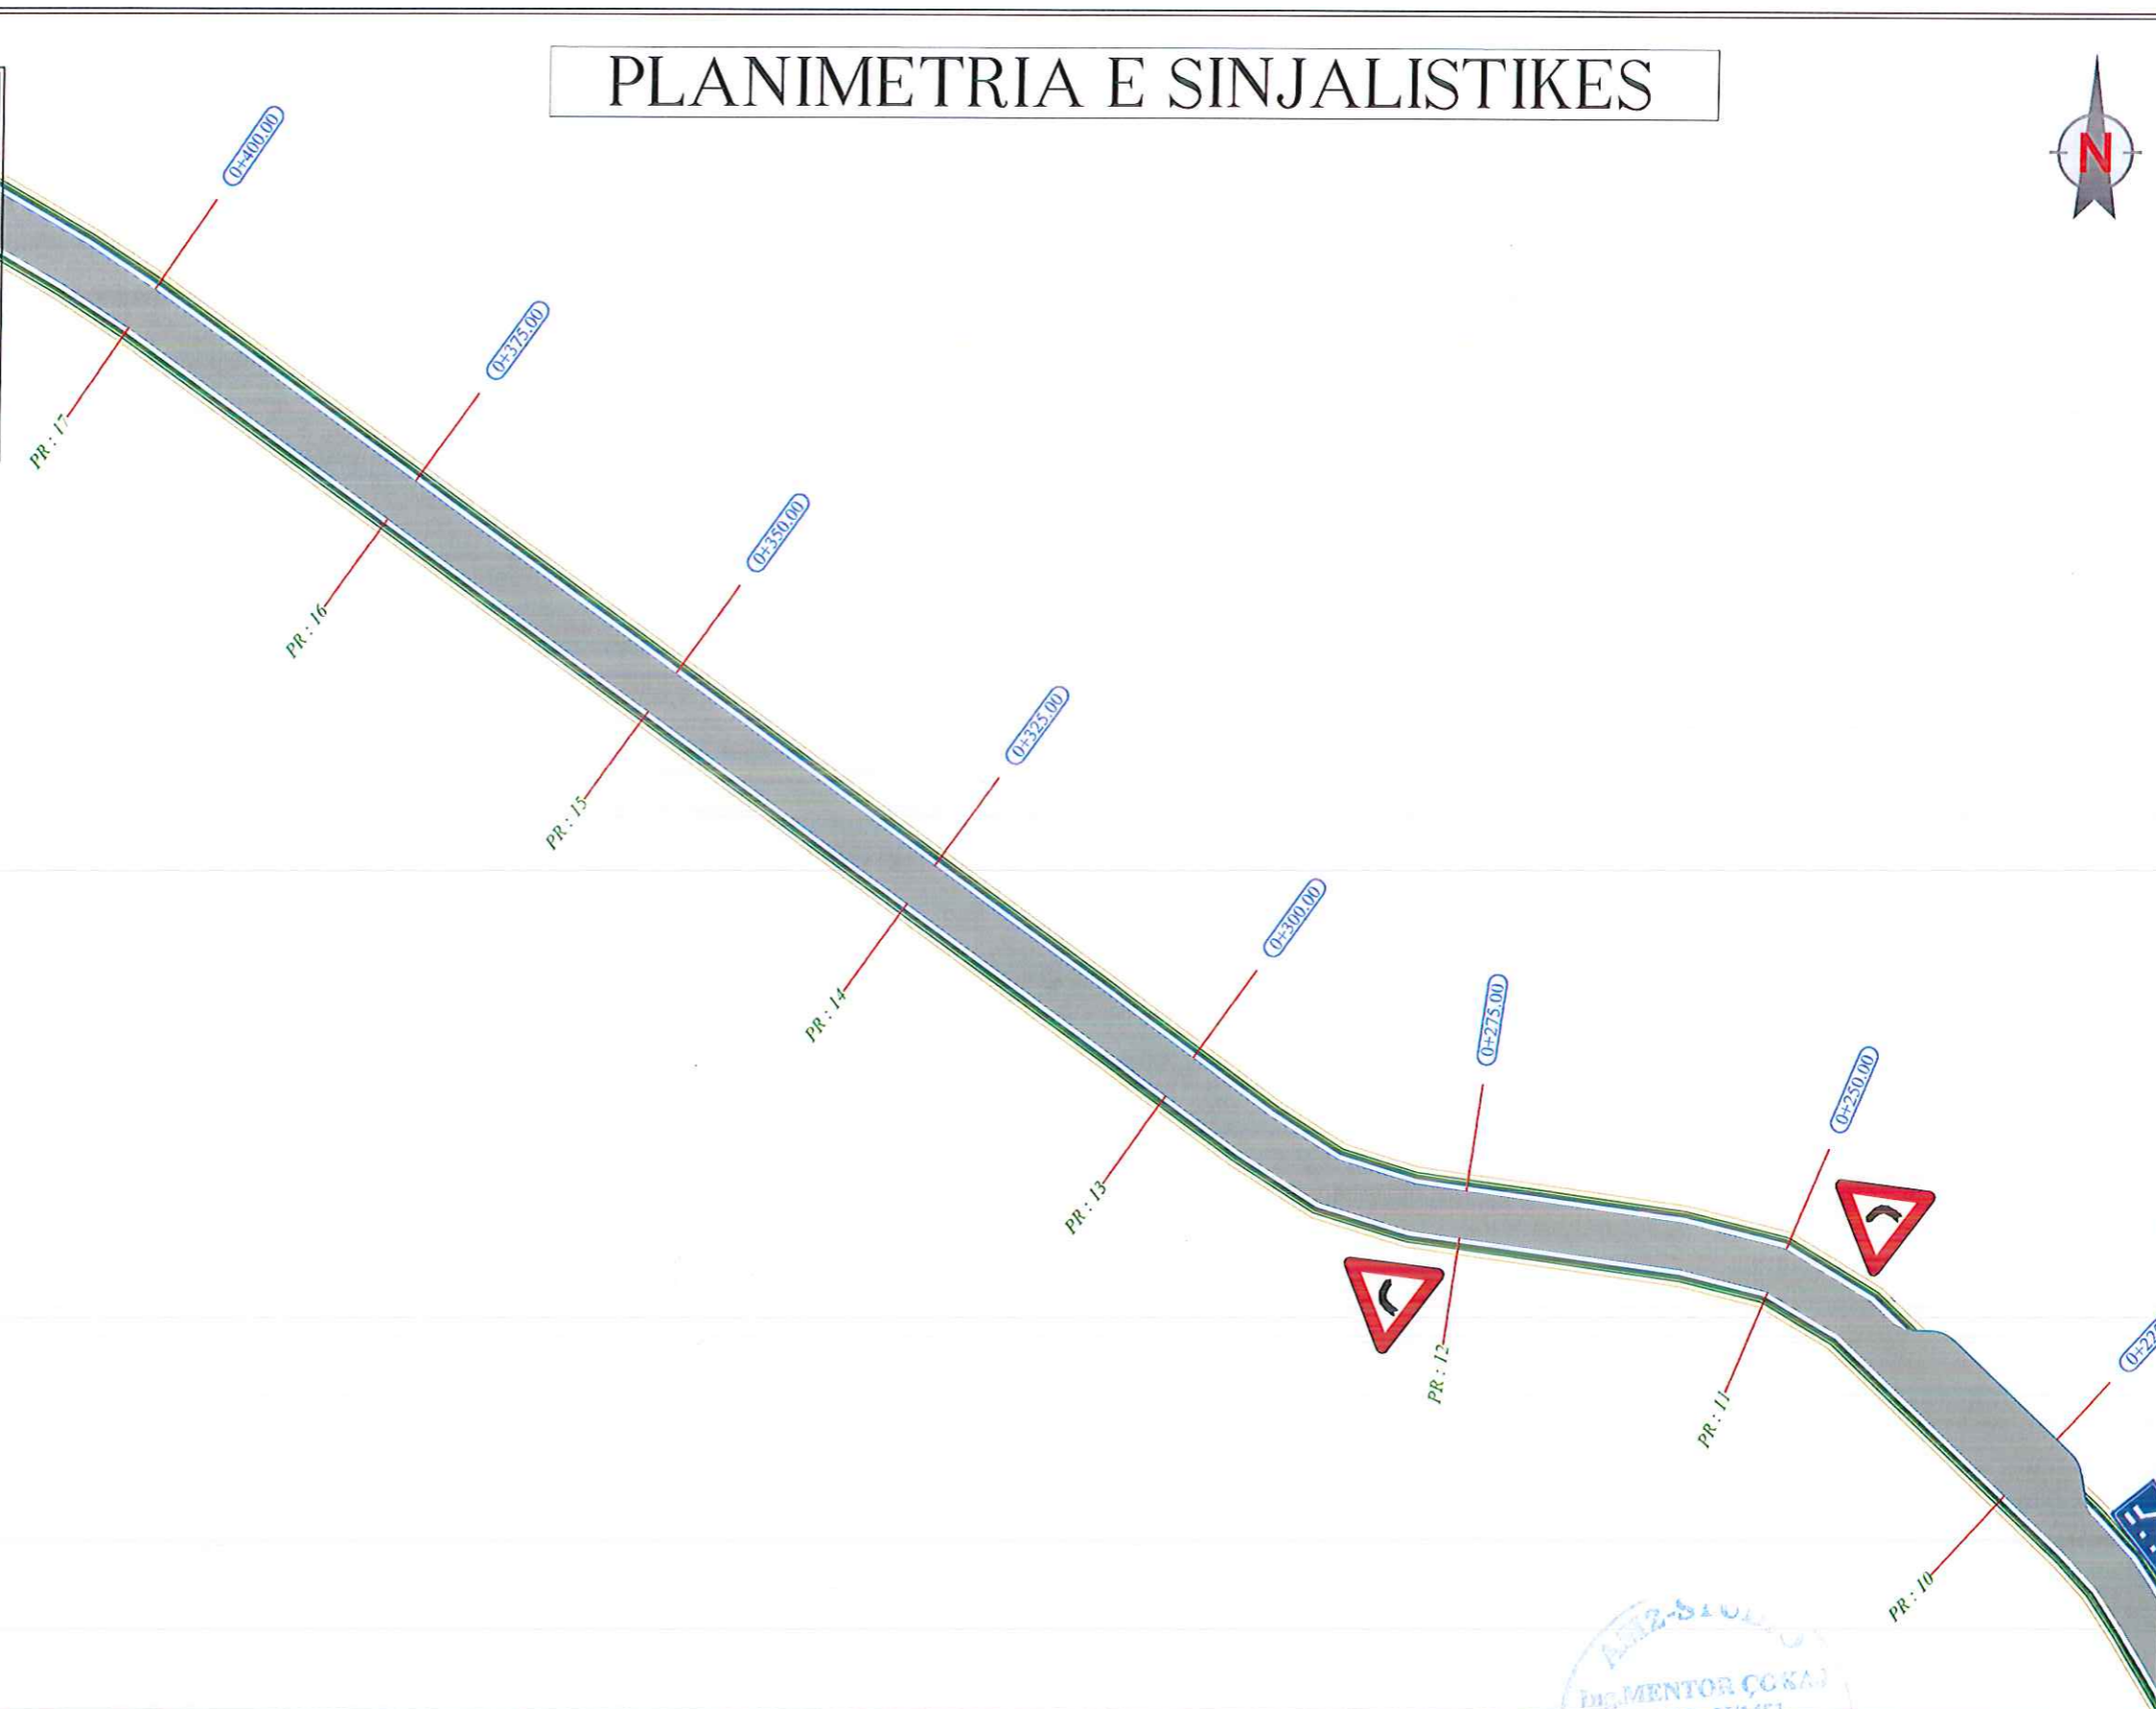 PLANIMETRIA E SINJALISTIKES
N
0+400.00
0+375.00
0+350.00
0+325.00
0+300.00
0+275.00
0+250.00
PR : 17
PR : 16
PR : 15
PR : 14
PR : 13
PR : 12
PR : 11
PR : 10
Ing.MENTOR